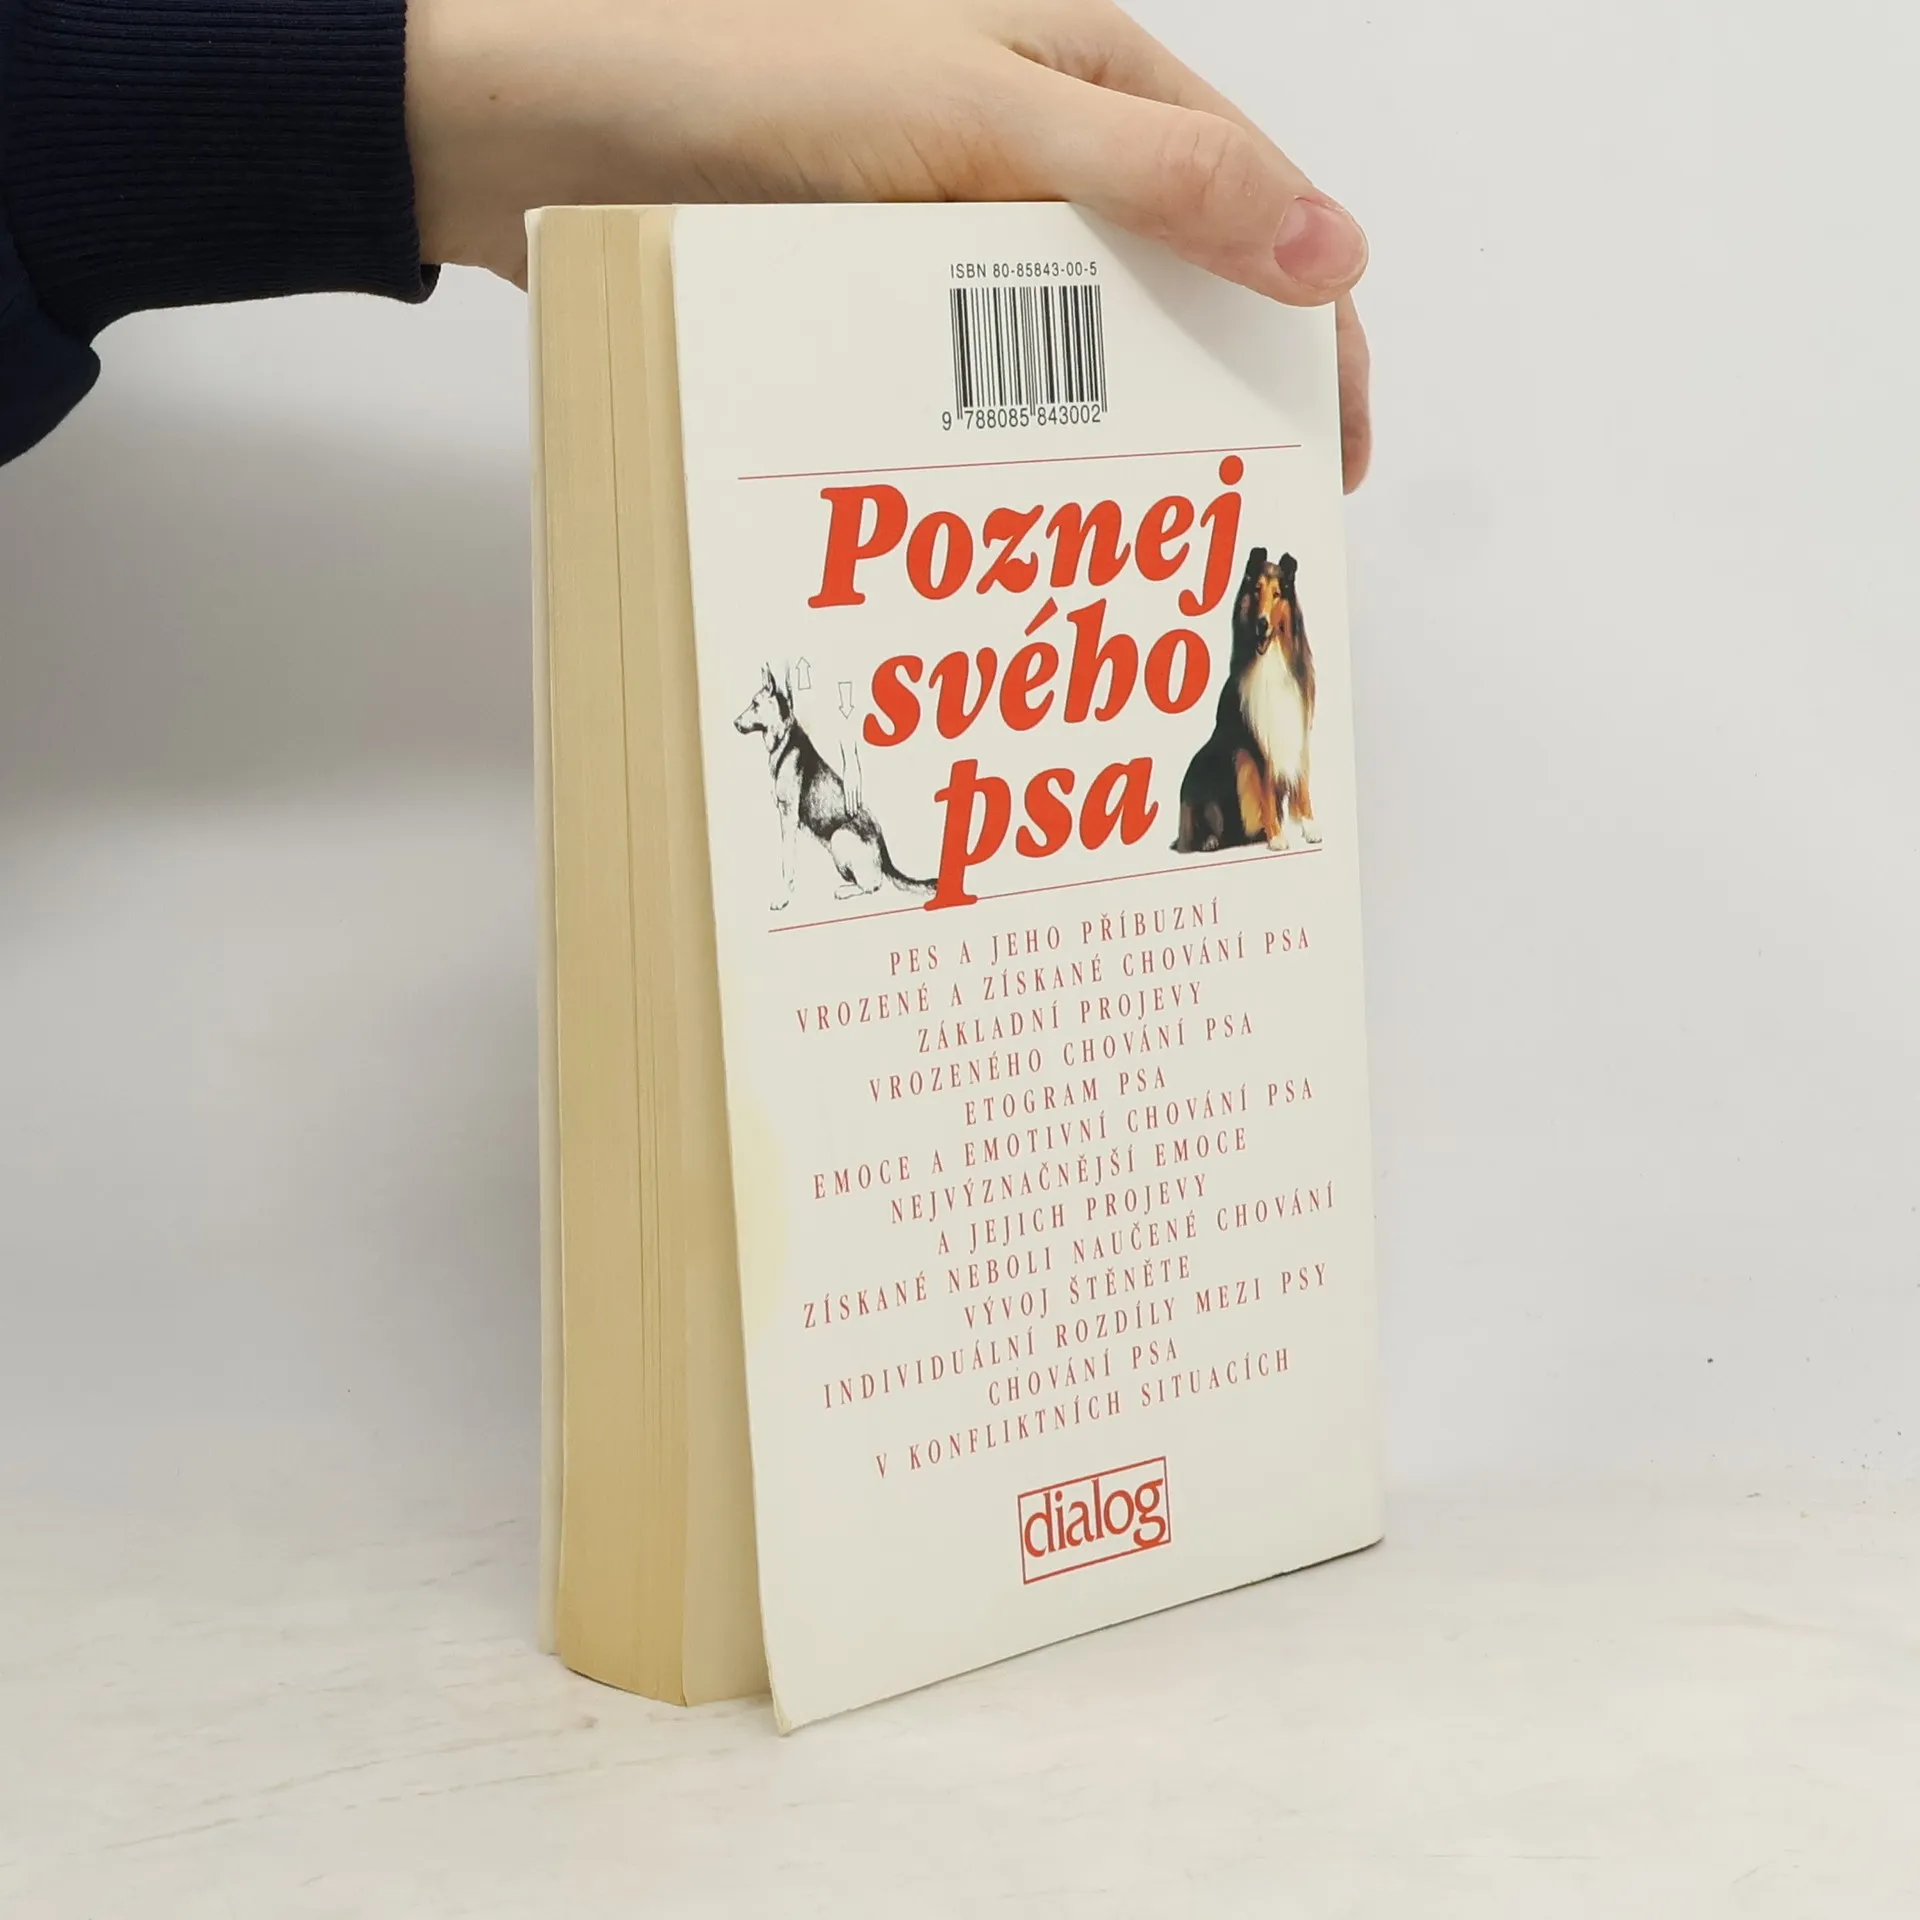 ISBN 80-85843-00-5
9 788085 843002
Poznej
svého
psa
PES A JEHO PŘÍBUZNÍ
VROZENÉ A ZÍSKANÉ CHOVÁNÍ PSA
ZÁKLADNÍ PROJEVY
VROZENÉHO CHOVÁNÍ PSA
ETOGRAM PSA
EMOCE A EMOTIVNÍ CHOVÁNÍ PSA
NEJVÝZNAČNĚJŠÍ EMOCE
A JEJICH PROJEVY
ZÍSKANÉ NEBOLI NAUČENÉ CHOVÁNÍ
VÝVOJ ŠTĚNĚTE
INDIVIDUÁLNÍ ROZDÍLY MEZI PSY
CHOVÁNÍ PSA
V KONFLIKTNÍCH SITUACÍCH
dialog